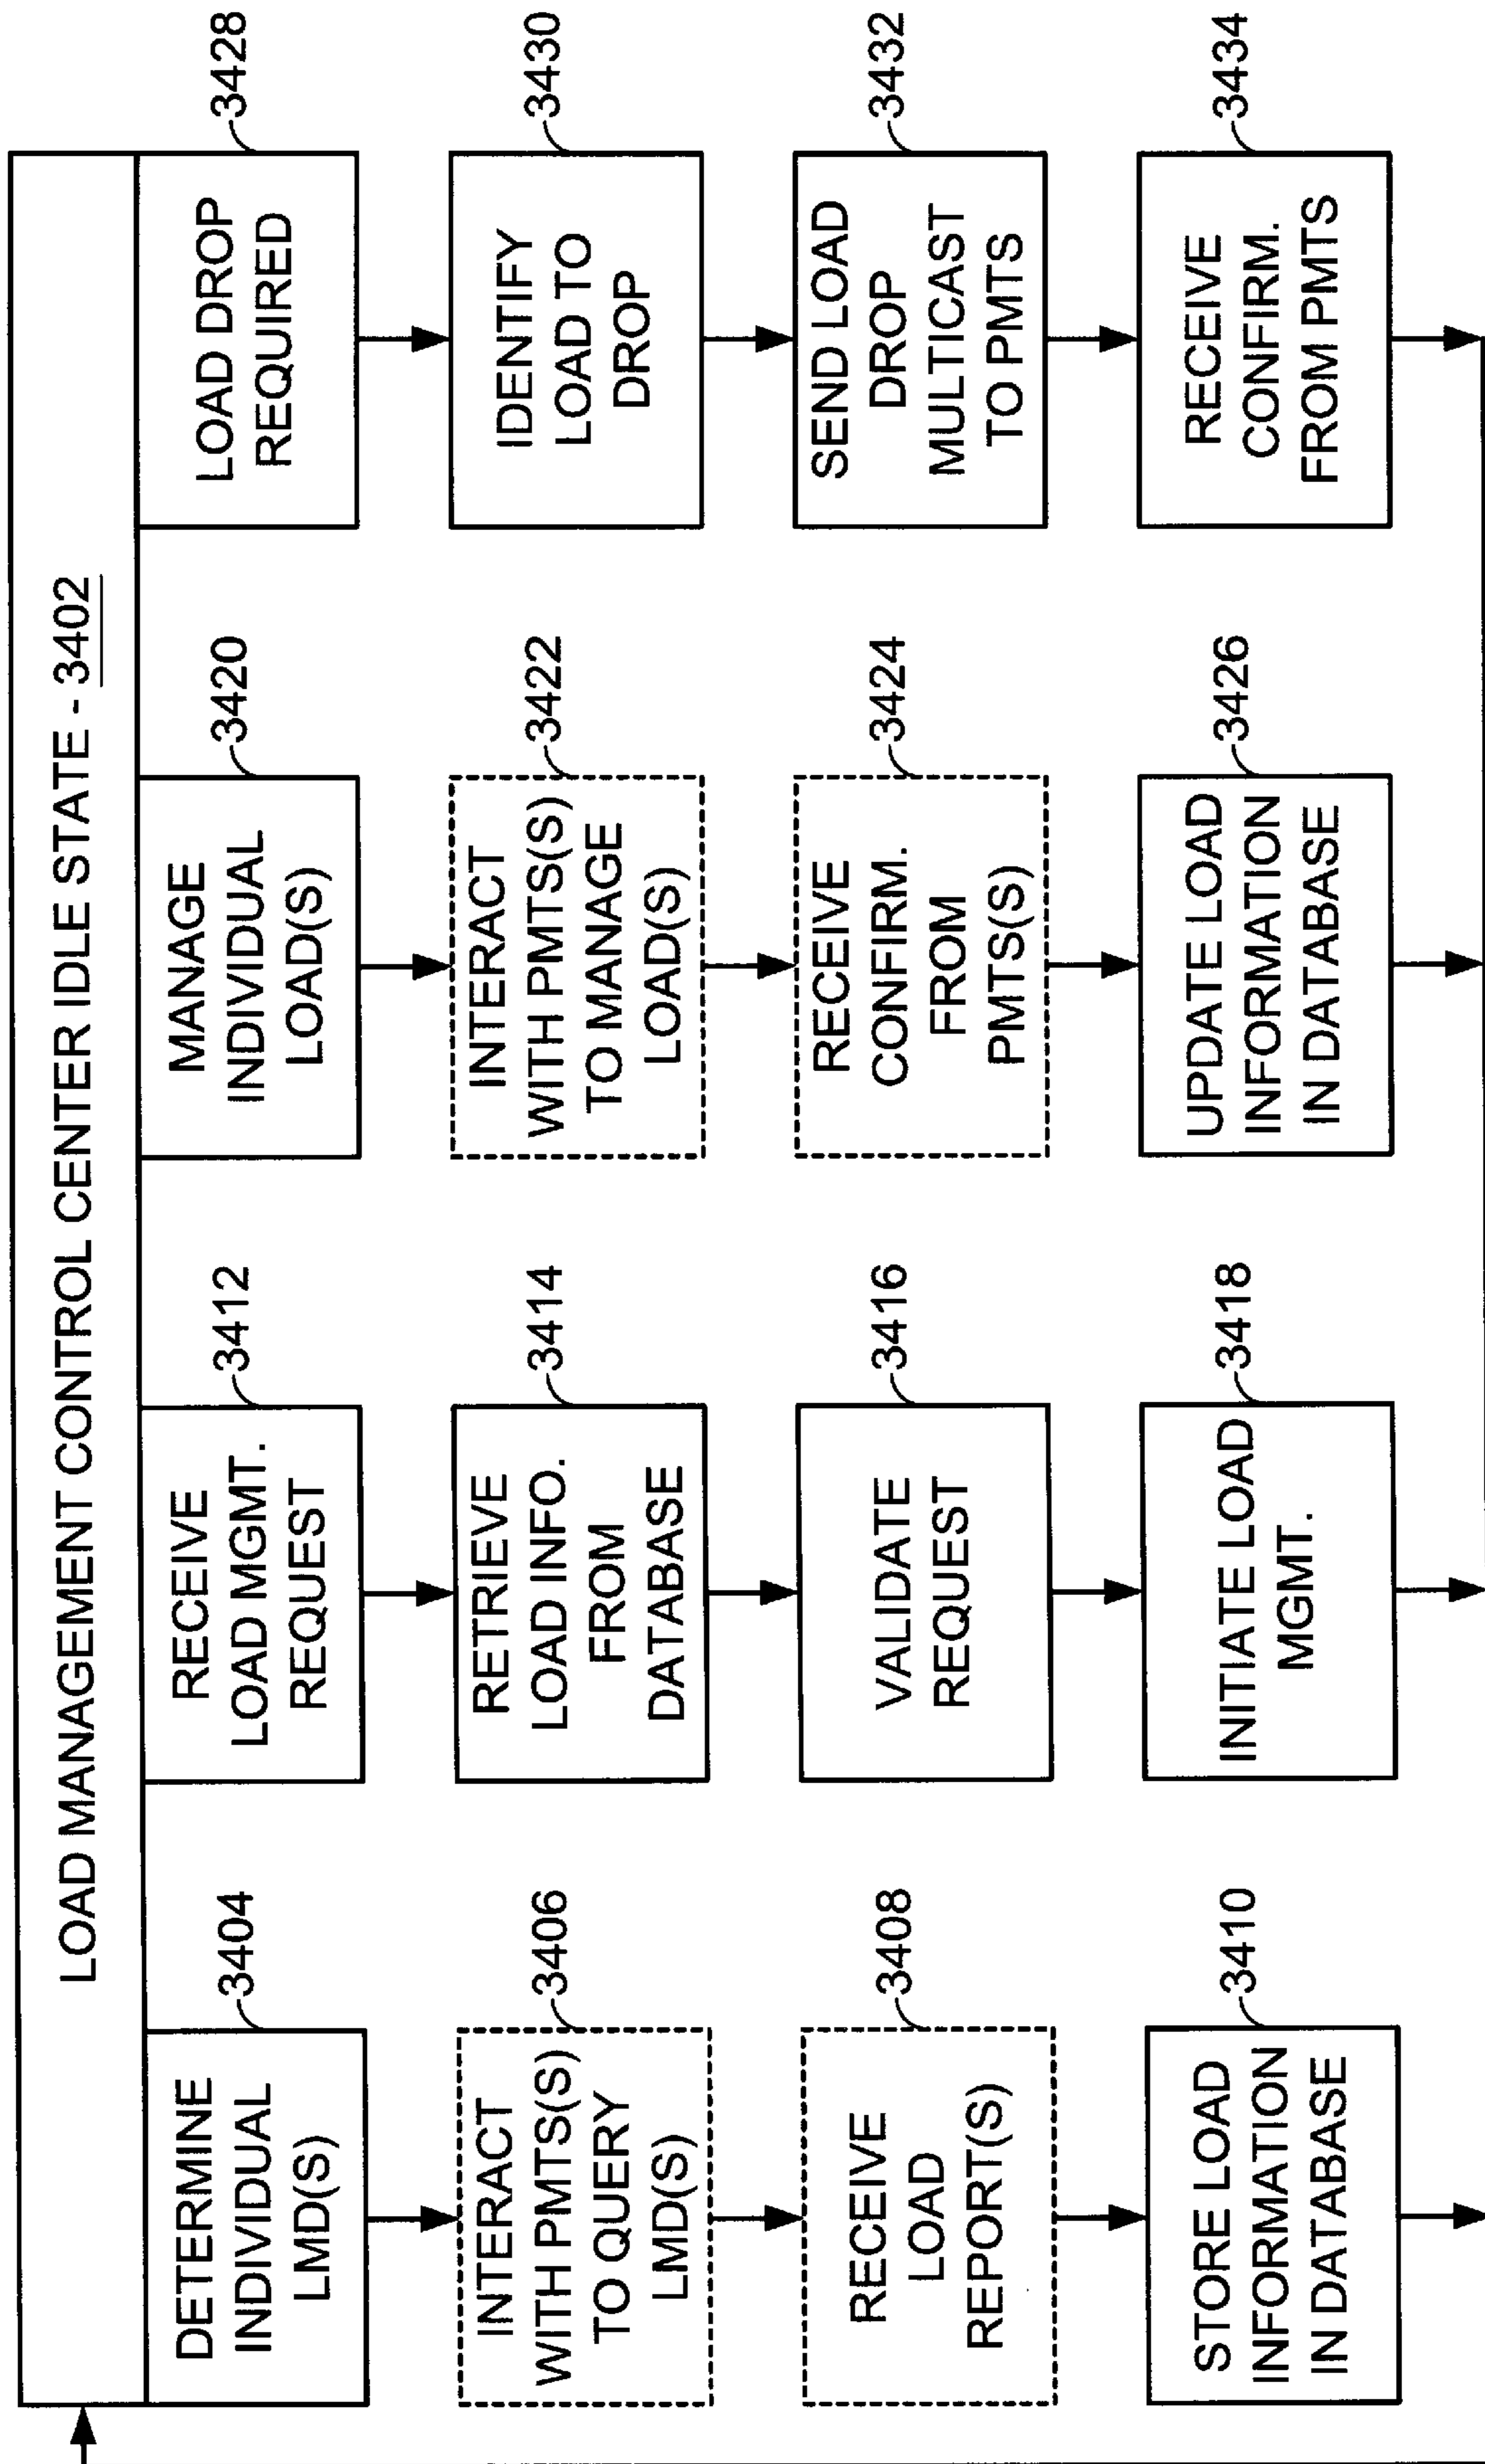 LOAD MANAGEMENT CONTROL CENTER IDLE STATE - 3402
3404
DETERMINE
INDIVIDUAL
LMD(S)
3406
INTERACT
WITH PMTS(S)
TO QUERY
LMD(S)
3408
RECEIVE
LOAD
REPORT(S)
3410
STORE LOAD
INFORMATION
IN DATABASE
3412
RECEIVE
LOAD MGMT.
REQUEST
3414
RETRIEVE
LOAD INFO.
FROM
DATABASE
3416
VALIDATE
REQUEST
3418
INITIATE LOAD
MGMT.
3420
MANAGE
INDIVIDUAL
LOAD(S)
3422
INTERACT
WITH PMTS(S)
TO MANAGE
LOAD(S)
3424
RECEIVE
CONFIRM.
FROM
PMTS(S)
3426
UPDATE LOAD
INFORMATION
IN DATABASE
3428
LOAD DROP
REQUIRED
3430
IDENTIFY
LOAD TO
DROP
3432
SEND LOAD
DROP
MULTICAST
TO PMTS
3434
RECEIVE
CONFIRM.
FROM PMTS